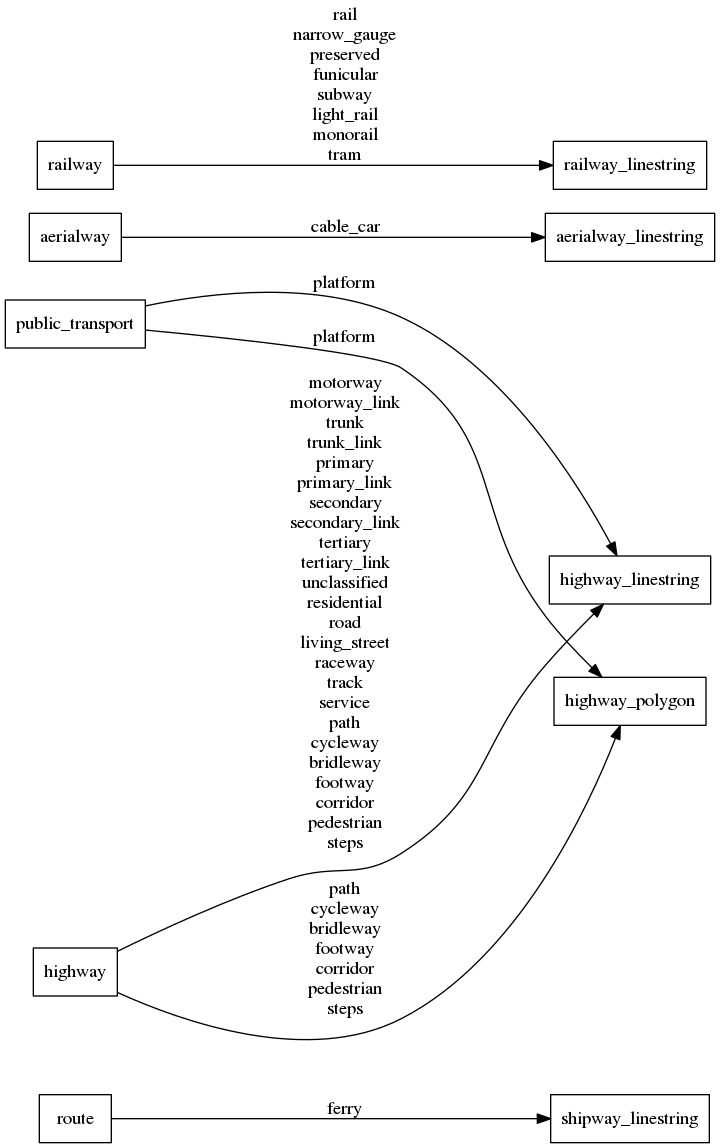 rail
narrow_gauge
preserved
funicular
subway
light_rail
monorail
tram
railway
railway_linestring
cable_car
aerialway
aerialway_linestring
platform
public_transport
platform
motorway
motorway_link
trunk
trunk_link
primary
primary_link
secondary
secondary_link
tertiary
tertiary_link
unclassified
residential
road
living_street
raceway
track
service
path
cycleway
bridleway
footway
corridor
pedestrian
steps
highway_linestring
highway_polygon
path
cycleway
bridleway
footway
corridor
pedestrian
steps
highway
ferry
route
shipway_linestring